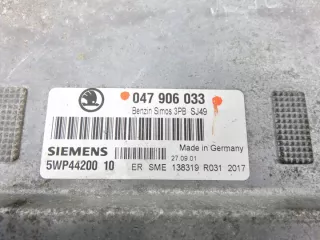 047 906 033
Benzin Simos 3PB SJ49
Made in Germany
SIEMENS 27 09 01
5WP44200 10 ER SME 138319 R031 2017